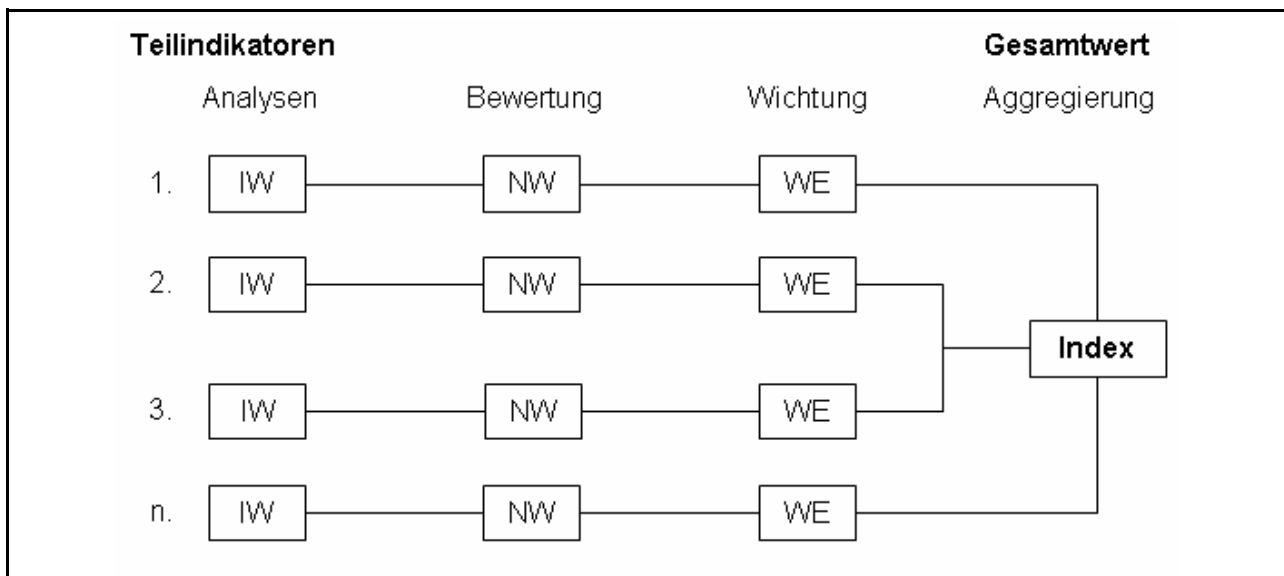 Teilindikatoren Gesamtwert
Analysen Bewertung Wichtung Aggregierung
1. IW NW WE
2. IW NW WE
Index
3. IW NW WE
n. IW NW WE